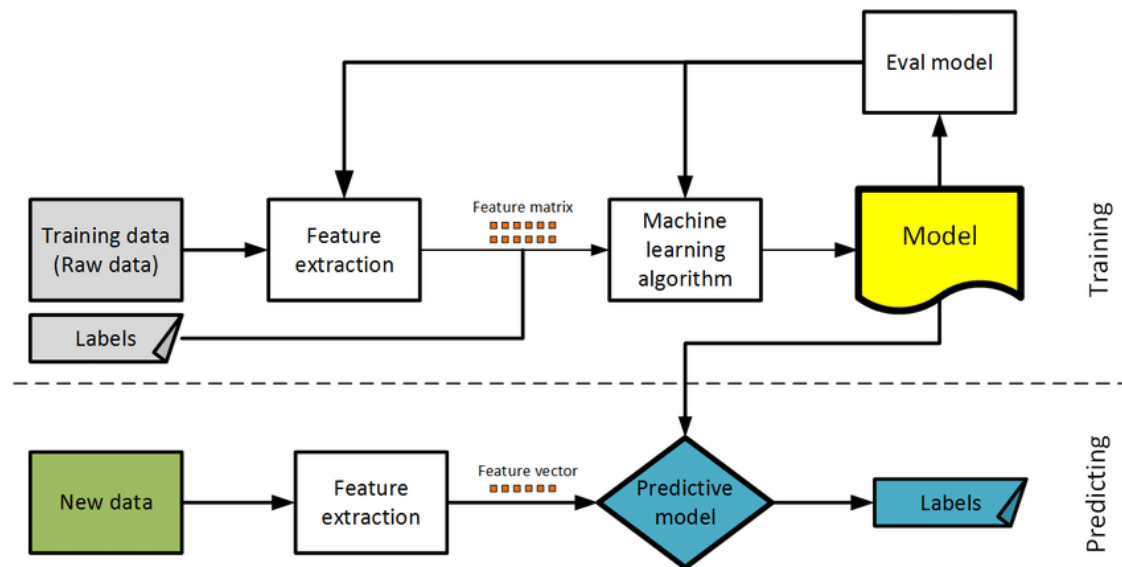 Eval model
Training data
(Raw data)
Feature
extraction
Feature matrix
Machine
learning
algorithm
Model
Training
Labels
New data
Feature
extraction
Feature vector
Predictive
model
Labels
Predicting